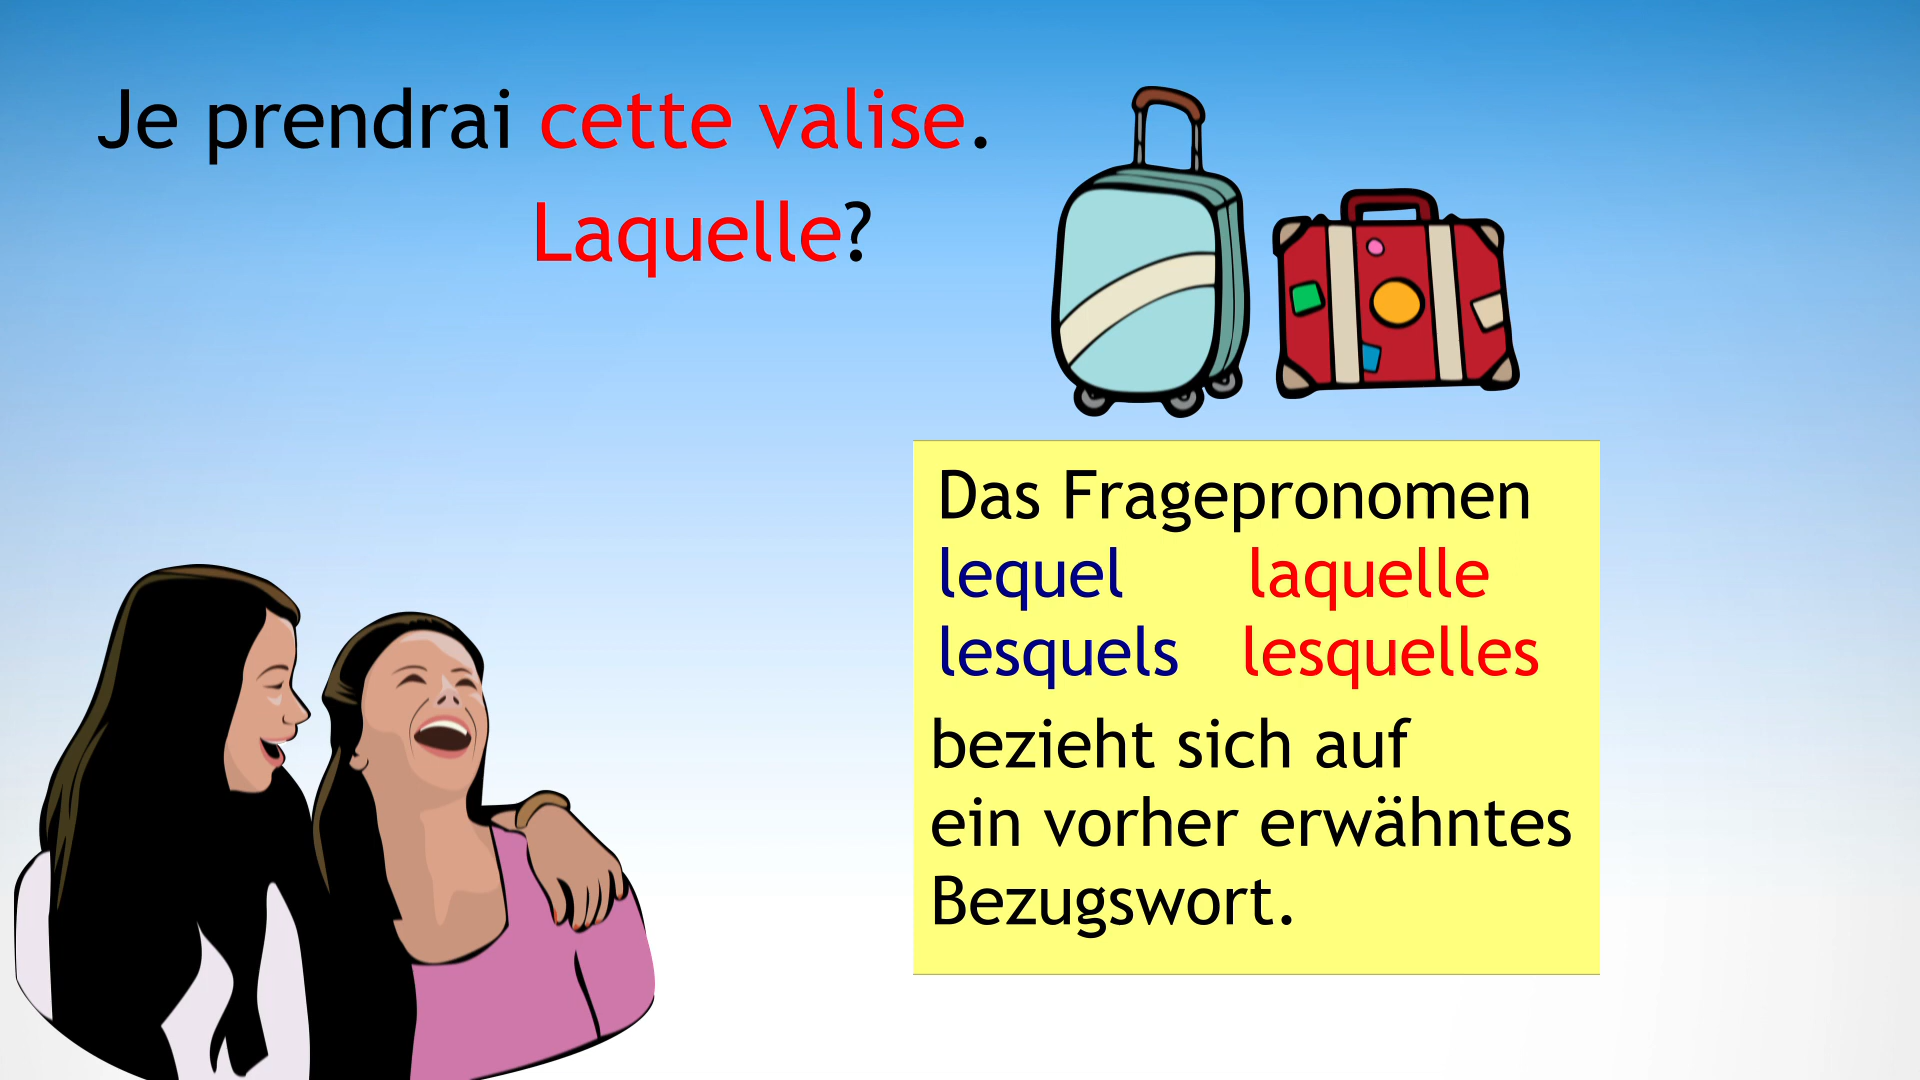 Je prendrai cette valise.
Laquelle?
Das Fragepronomen
lequel laquelle
lesquels lesquelles
bezieht sich auf
ein vorher erwähntes
Bezugswort.